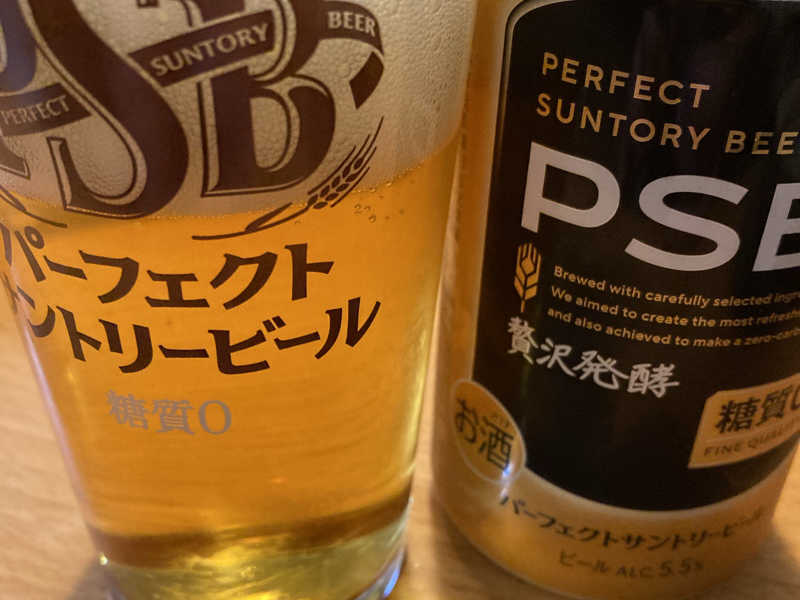 PSB
PERFECT
SUNTORY
BEER
パーフェクト
サントリービール
糖質0
PERFECT
SUNTORY BEE
PSB
Brewed with carefully selected ingre
We aimed to create the most refresh
and also achieved to make a zero-carb
贅沢発酵
お酒
糖質0
FINE QUALITY
パーフェクトサントリービール
ビール ALC 5.5%